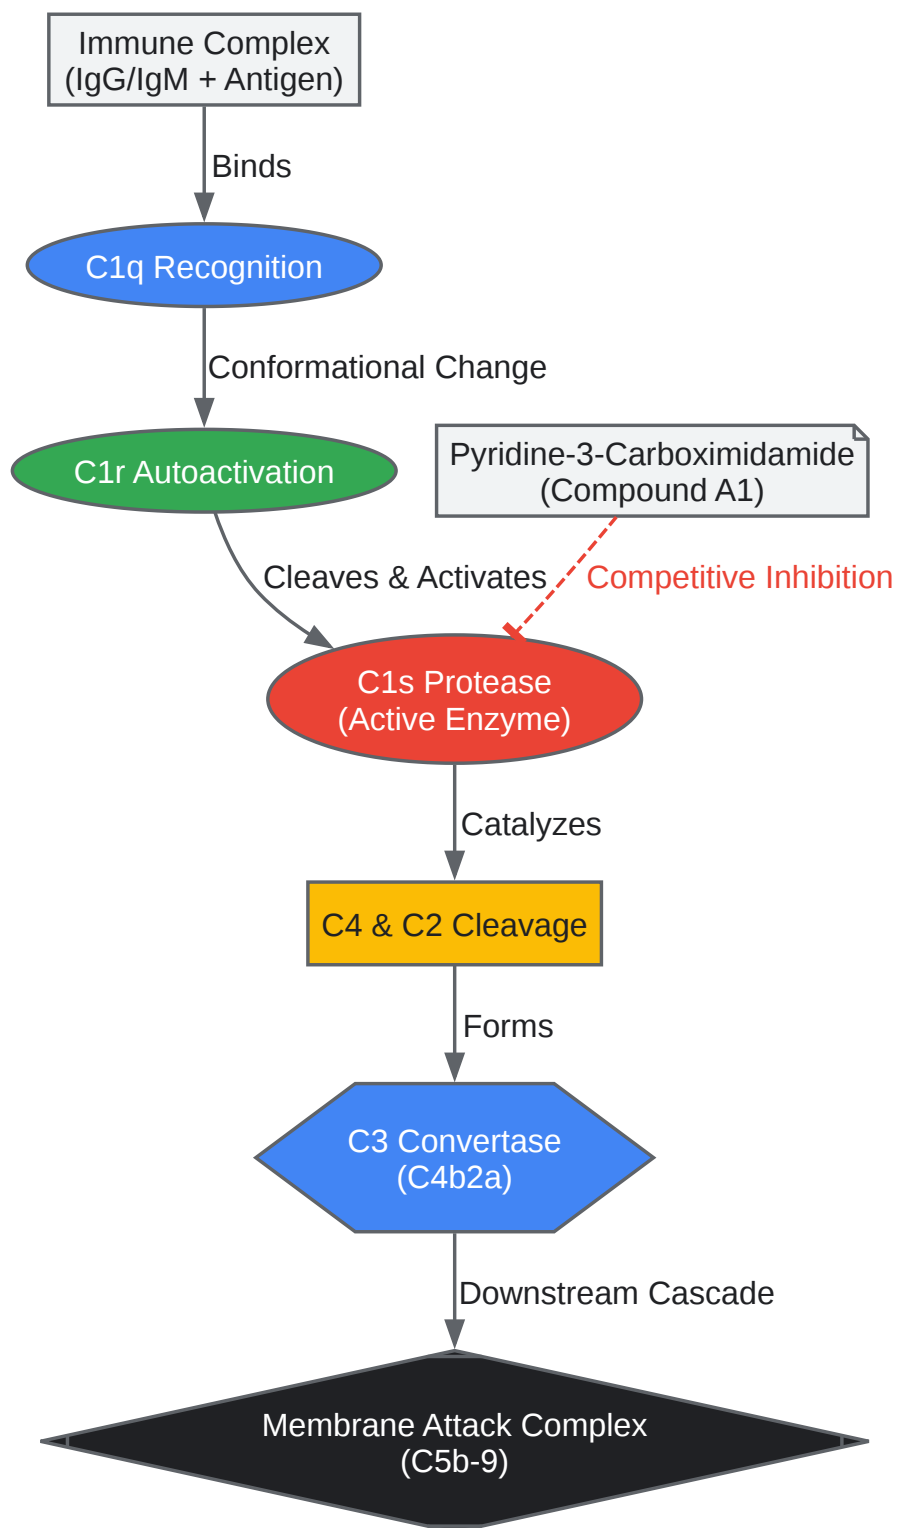 Immune Complex
(IgG/IgM + Antigen)
Binds
C1q Recognition
Conformational Change
C1r Autoactivation
Pyridine-3-Carboximidamide
(Compound A1)
Cleaves & Activates
Competitive Inhibition
C1s Protease
(Active Enzyme)
Catalyzes
C4 & C2 Cleavage
Forms
C3 Convertase
(C4b2a)
Downstream Cascade
Membrane Attack Complex
(C5b-9)